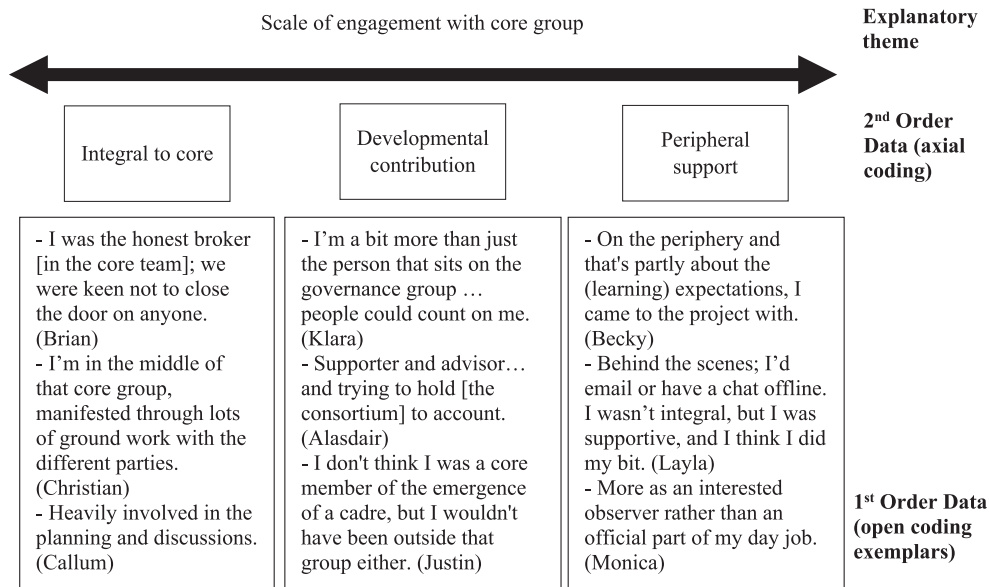 Scale of engagement with core group
Explanatory
theme
Integral to core
Developmental
contribution
Peripheral
support
2nd Order
Data (axial
coding)
- I was the honest broker
[in the core team]; we
were keen not to close
the door on anyone.
(Brian)
- I'm in the middle of
that core group,
manifested through lots
of ground work with the
different parties.
(Christian)
- Heavily involved in the
planning and discussions.
(Callum)
- I'm a bit more than just
the person that sits on the
governance group …
people could count on me.
(Klara)
- Supporter and advisor…
and trying to hold [the
consortium] to account.
(Alasdair)
- I don't think I was a core
member of the emergence
of a cadre, but I wouldn't
have been outside that
group either. (Justin)
- On the periphery and
that's partly about the
(learning) expectations, I
came to the project with.
(Becky)
- Behind the scenes; I'd
email or have a chat offline.
I wasn't integral, but I was
supportive, and I think I did
my bit. (Layla)
- More as an interested
observer rather than an
official part of my day job.
(Monica)
1st Order Data
(open coding
exemplars)